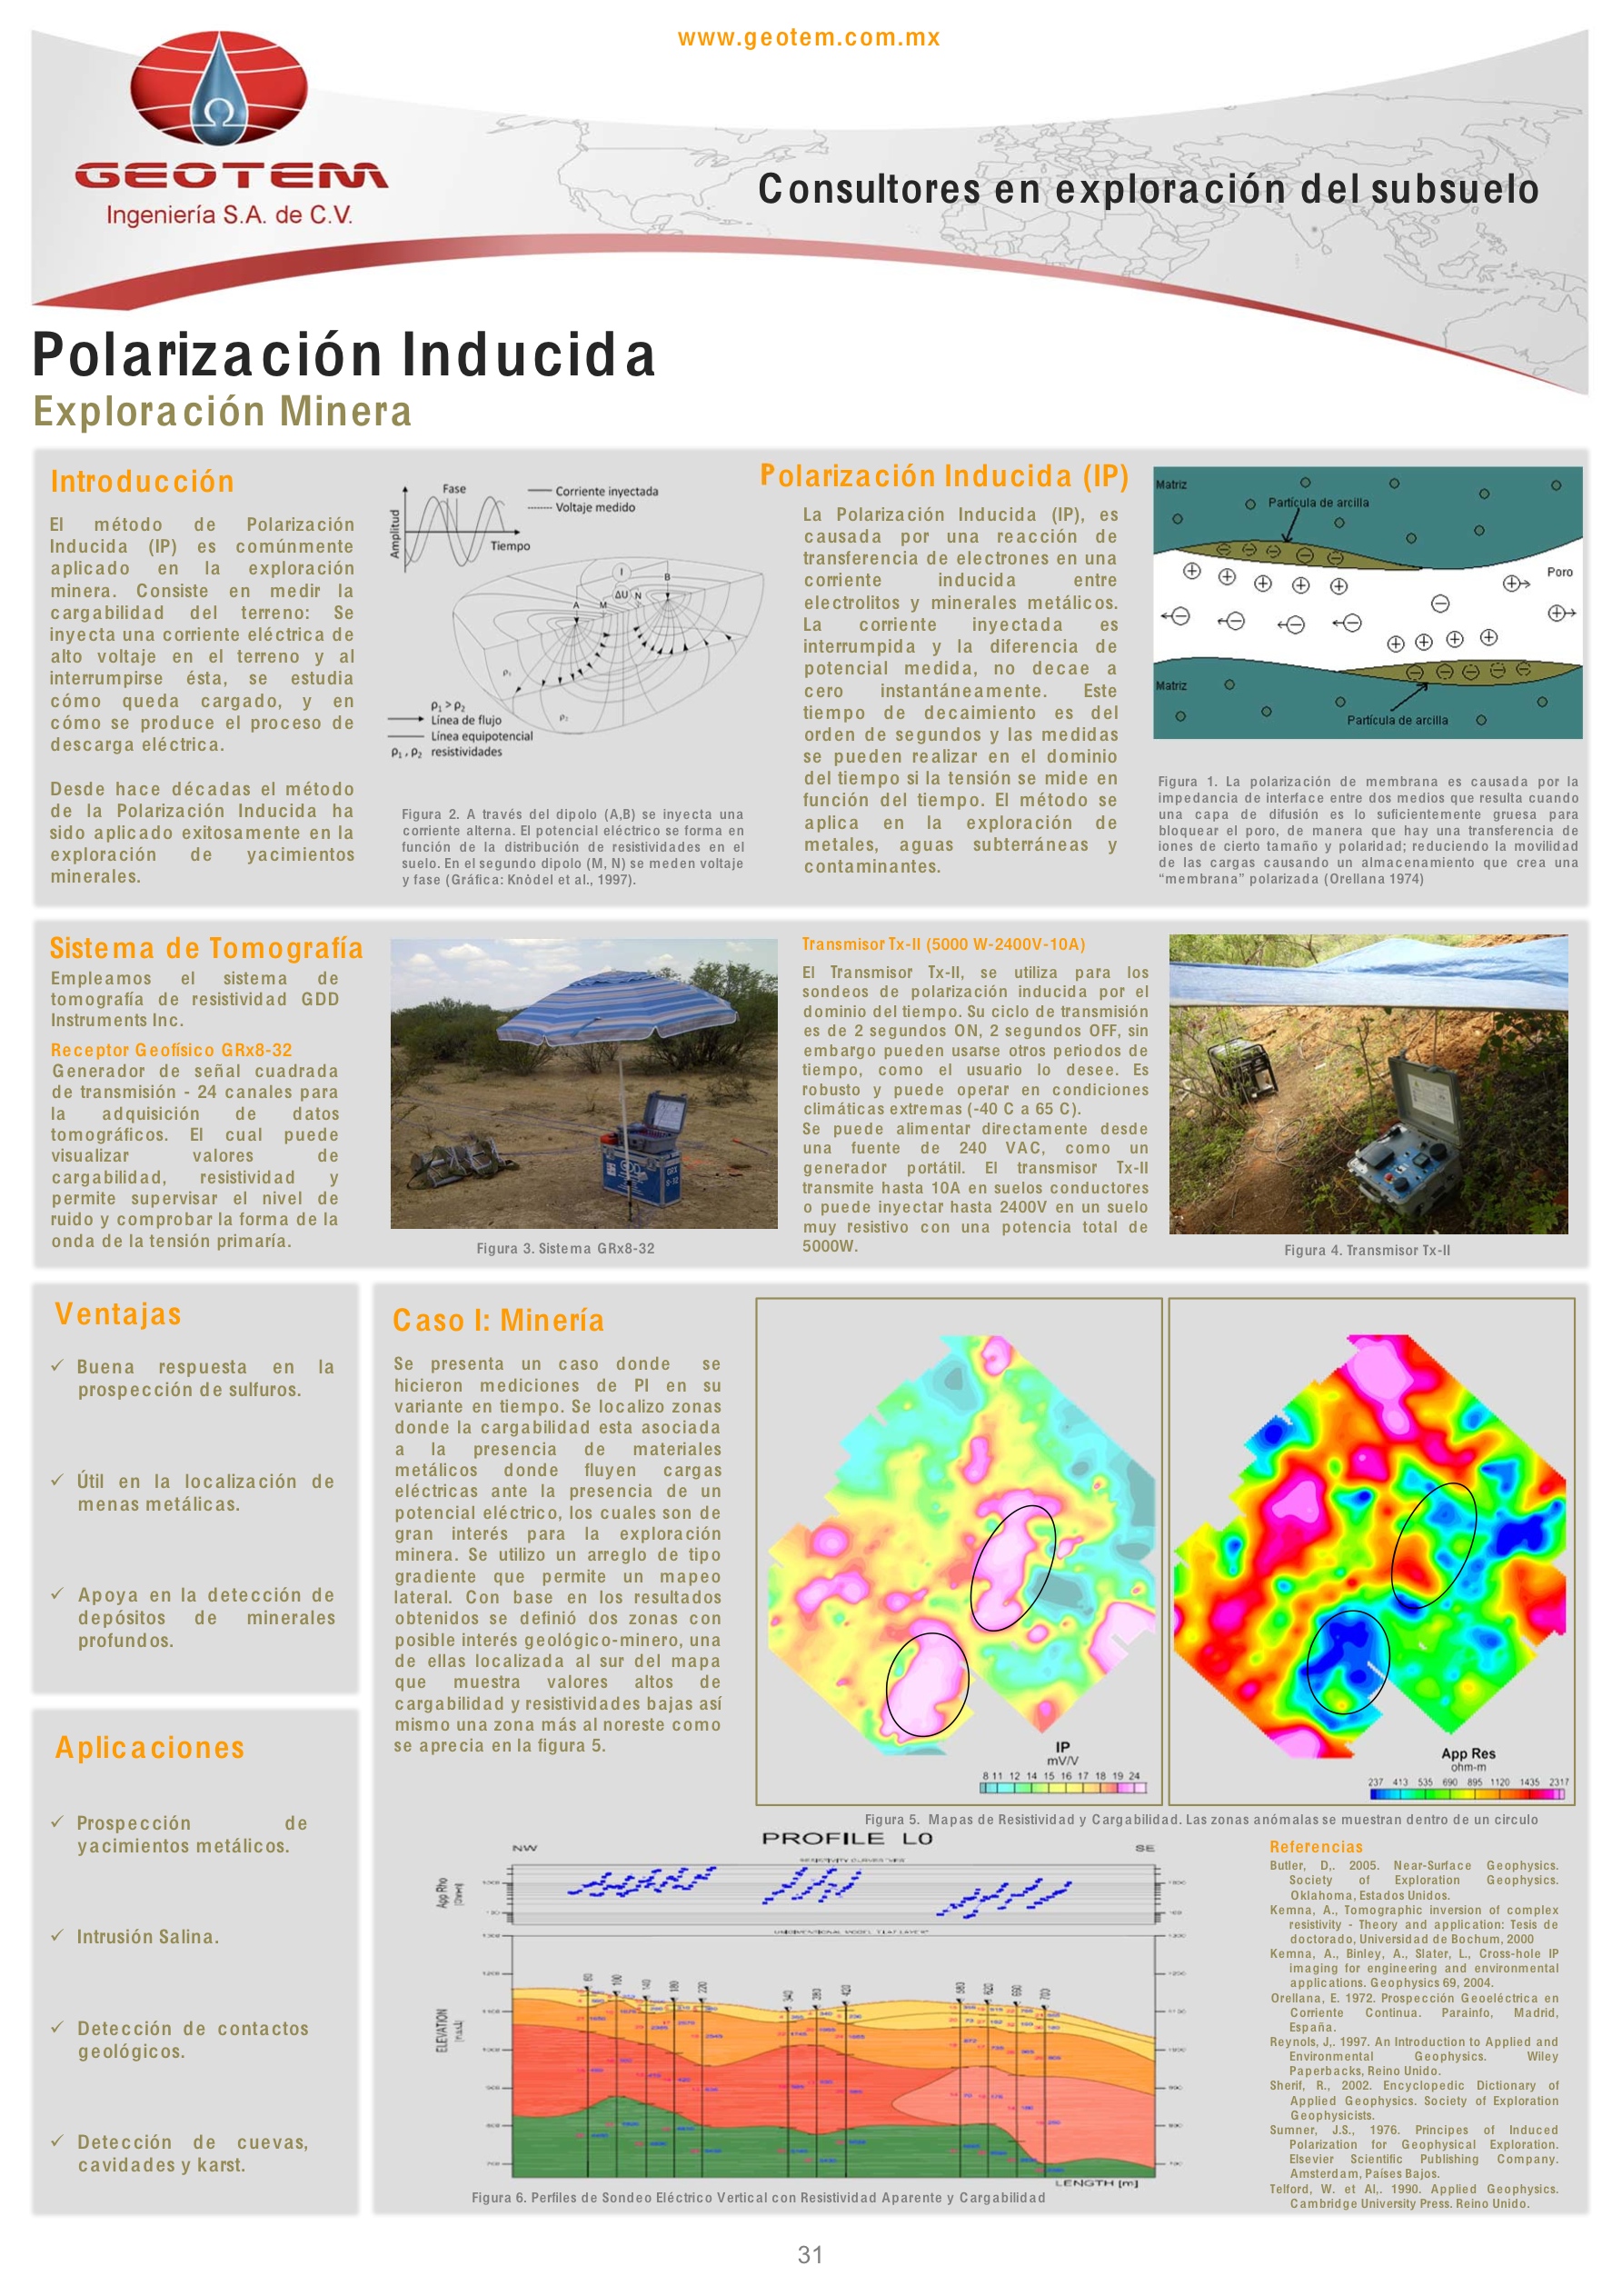 www.geotem.com.mx
GEOTEM
Ingeniería S.A. de C.V.
Consultores en exploración del subsuelo
Polarización Inducida
Exploración Minera
Introducción
El método de Polarización
Inducida (IP) es comúnmente
aplicado en la exploración
minera. Consiste en medir la
cargabilidad del terreno: Se
inyecta una corriente eléctrica de
alto voltaje en el terreno y al
interrumpirse ésta, se estudia
cómo queda cargado, y en
cómo se produce el proceso de
descarga eléctrica.
Desde hace décadas el método
de la Polarización Inducida ha
sido aplicado exitosamente en la
exploración de yacimientos
minerales.
Fase
Corriente inyectada
Voltaje medido
Amplitud
Tiempo
I
B
ΔU
A
M
N
ρ₁
ρ₂
ρ₁ > ρ₂
Línea de flujo
Línea equipotencial
ρ₁ , ρ₂ resistividades
Figura 2. A través del dipolo (A,B) se inyecta una
corriente alterna. El potencial eléctrico se forma en
función de la distribución de resistividades en el
suelo. En el segundo dipolo (M, N) se meden voltaje
y fase (Gráfica: Knödel et al., 1997).
Polarización Inducida (IP)
La Polarización Inducida (IP), es
causada por una reacción de
transferencia de electrones en una
corriente inducida entre
electrolitos y minerales metálicos.
La corriente inyectada es
interrumpida y la diferencia de
potencial medida, no decae a
cero instantáneamente. Este
tiempo de decaimiento es del
orden de segundos y las medidas
se pueden realizar en el dominio
del tiempo si la tensión se mide en
función del tiempo. El método se
aplica en la exploración de
metales, aguas subterráneas y
contaminantes.
Matriz
Partícula de arcilla
Poro
Matriz
Partícula de arcilla
Figura 1. La polarización de membrana es causada por la
impedancia de interface entre dos medios que resulta cuando
una capa de difusión es lo suficientemente gruesa para
bloquear el poro, de manera que hay una transferencia de
iones de cierto tamaño y polaridad; reduciendo la movilidad
de las cargas causando un almacenamiento que crea una
“membrana” polarizada (Orellana 1974)
Sistema de Tomografía
Empleamos el sistema de
tomografía de resistividad GDD
Instruments Inc.
Receptor Geofísico GRx8-32
Generador de señal cuadrada
de transmisión - 24 canales para
la adquisición de datos
tomográficos. El cual puede
visualizar valores de
cargabilidad, resistividad y
permite supervisar el nivel de
ruido y comprobar la forma de la
onda de la tensión primaría.
Figura 3. Sistema GRx8-32
Transmisor Tx-II (5000 W-2400V-10A)
El Transmisor Tx-II, se utiliza para los
sondeos de polarización inducida por el
dominio del tiempo. Su ciclo de transmisión
es de 2 segundos ON, 2 segundos OFF, sin
embargo pueden usarse otros periodos de
tiempo, como el usuario lo desee. Es
robusto y puede operar en condiciones
climáticas extremas (-40 C a 65 C).
Se puede alimentar directamente desde
una fuente de 240 VAC, como un
generador portátil. El transmisor Tx-II
transmite hasta 10A en suelos conductores
o puede inyectar hasta 2400V en un suelo
muy resistivo con una potencia total de
5000W.
Figura 4. Transmisor Tx-II
Ventajas
✓ Buena respuesta en la
prospección de sulfuros.
✓ Útil en la localización de
menas metálicas.
✓ Apoya en la detección de
depósitos de minerales
profundos.
Aplicaciones
✓ Prospección de
yacimientos metálicos.
✓ Intrusión Salina.
✓ Detección de contactos
geológicos.
✓ Detección de cuevas,
cavidades y karst.
Caso I: Minería
Se presenta un caso donde se
hicieron mediciones de PI en su
variante en tiempo. Se localizo zonas
donde la cargabilidad esta asociada
a la presencia de materiales
metálicos donde fluyen cargas
eléctricas ante la presencia de un
potencial eléctrico, los cuales son de
gran interés para la exploración
minera. Se utilizo un arreglo de tipo
gradiente que permite un mapeo
lateral. Con base en los resultados
obtenidos se definió dos zonas con
posible interés geológico-minero, una
de ellas localizada al sur del mapa
que muestra valores altos de
cargabilidad y resistividades bajas así
mismo una zona más al noreste como
se aprecia en la figura 5.
IP
mV/V
8 11 12 14 15 16 17 18 19 24
App Res
ohm-m
237 413 535 690 895 1120 1435 2317
Figura 5. Mapas de Resistividad y Cargabilidad. Las zonas anómalas se muestran dentro de un circulo
PROFILE L0
NW
SE
App Rho
ELEVATION
LENGTH [m]
Figura 6. Perfiles de Sondeo Eléctrico Vertical con Resistividad Aparente y Cargabilidad
Referencias
Butler, D,. 2005. Near-Surface Geophysics.
Society of Exploration Geophysics.
Oklahoma, Estados Unidos.
Kemna, A., Tomographic inversion of complex
resistivity - Theory and application: Tesis de
doctorado, Universidad de Bochum, 2000
Kemna, A., Binley, A., Slater, L., Cross-hole IP
imaging for engineering and environmental
applications. Geophysics 69, 2004.
Orellana, E. 1972. Prospección Geoeléctrica en
Corriente Continua. Parainfo, Madrid,
España.
Reynols, J,. 1997. An Introduction to Applied and
Environmental Geophysics. Wiley
Paperbacks, Reino Unido.
Sherif, R., 2002. Encyclopedic Dictionary of
Applied Geophysics. Society of Exploration
Geophysicists.
Sumner, J.S., 1976. Principes of Induced
Polarization for Geophysical Exploration.
Elsevier Scientific Publishing Company.
Amsterdam, Países Bajos.
Telford, W. et Al,. 1990. Applied Geophysics.
Cambridge University Press. Reino Unido.
31